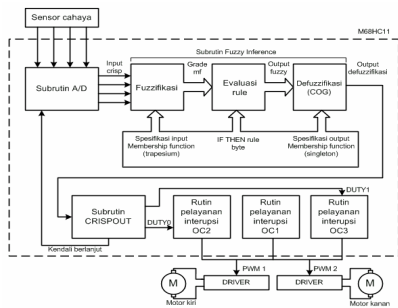 Sensor cahaya
M68HC11
Subrutin Fuzzy Inference
Input
crisp
Grade
mf
Output
fuzzy
Output
defuzzifikasi
Subrutin A/D
Fuzzifikasi
Evaluasi
rule
Defuzzifikasi
(COG)
Spesifikasi input
Membership function
(trapesium)
IF THEN rule
byte
Spesifikasi output
Membership function
(singleton)
DUTY1
Subrutin
CRISPOUT
DUTY0
Rutin
pelayanan
interupsi
OC2
Rutin
pelayanan
interupsi
OC1
Rutin
pelayanan
interupsi
OC3
Kendali berlanjut
PWM 1
PWM 2
M
DRIVER
DRIVER
M
Motor kiri
Motor kanan